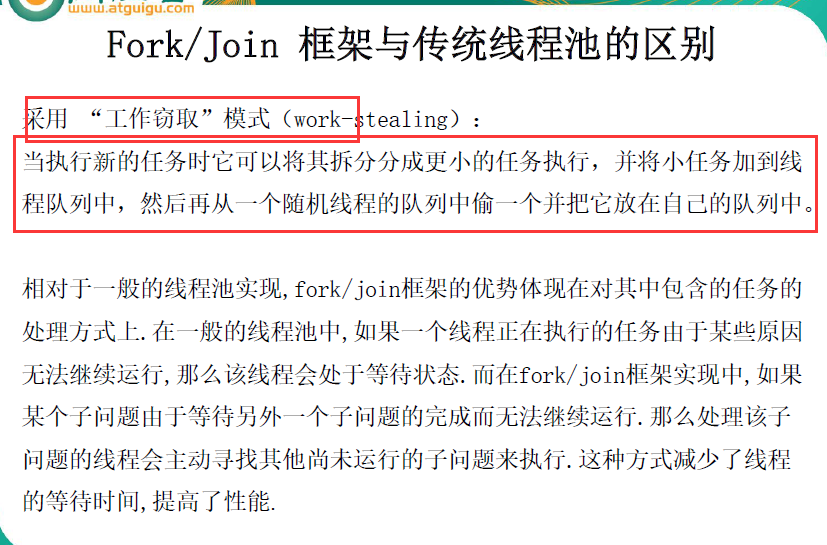 www.atguigu.com
Fork/Join 框架与传统线程池的区别
采用 “工作窃取”模式（work-stealing）：
当执行新的任务时它可以将其拆分分成更小的任务执行，并将小任务加到线
程队列中，然后再从一个随机线程的队列中偷一个并把它放在自己的队列中。
相对于一般的线程池实现,fork/join框架的优势体现在对其中包含的任务的
处理方式上.在一般的线程池中,如果一个线程正在执行的任务由于某些原因
无法继续运行,那么该线程会处于等待状态.而在fork/join框架实现中,如果
某个子问题由于等待另外一个子问题的完成而无法继续运行.那么处理该子
问题的线程会主动寻找其他尚未运行的子问题来执行.这种方式减少了线程
的等待时间,提高了性能.